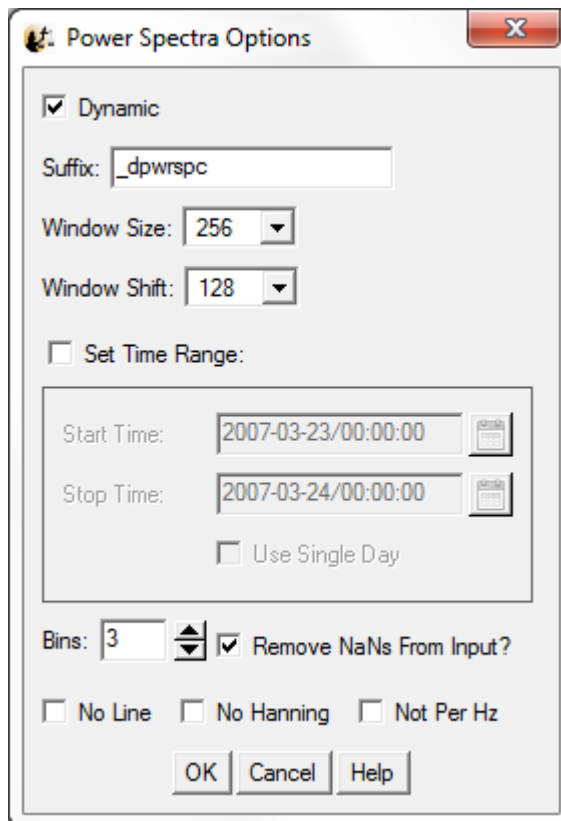 Power Spectra Options
Dynamic
Suffix: _dpwrspc
Window Size: 256
Window Shift: 128
Set Time Range:
Start Time: 2007-03-23/00:00:00
Stop Time: 2007-03-24/00:00:00
Use Single Day
Bins: 3 Remove NaNs From Input?
No Line No Hanning Not Per Hz
OK Cancel Help